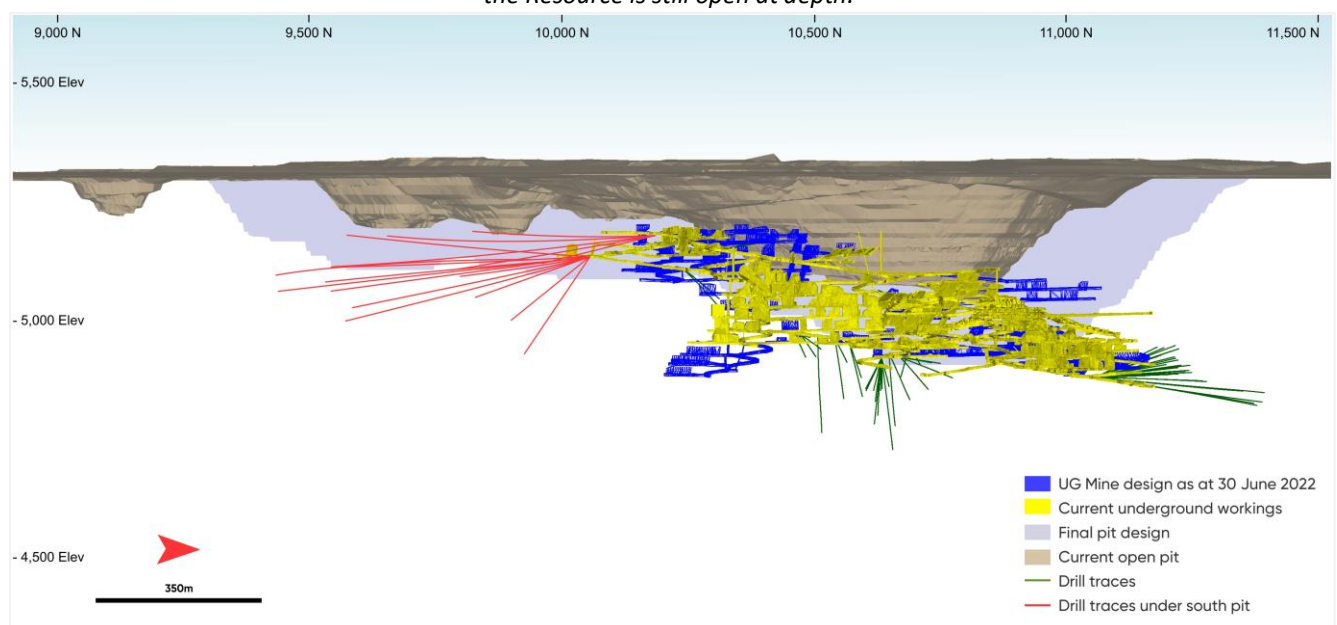 the Resource is still open at depth
9,000 N 9,500 N 10,000 N 10,500 N 11,000 N 11,500 N
- 5,500 Elev
- 5,000 Elev
- 4,500 Elev
350m
UG Mine design as at 30 June 2022
Current underground workings
Final pit design
Current open pit
Drill traces
Drill traces under south pit